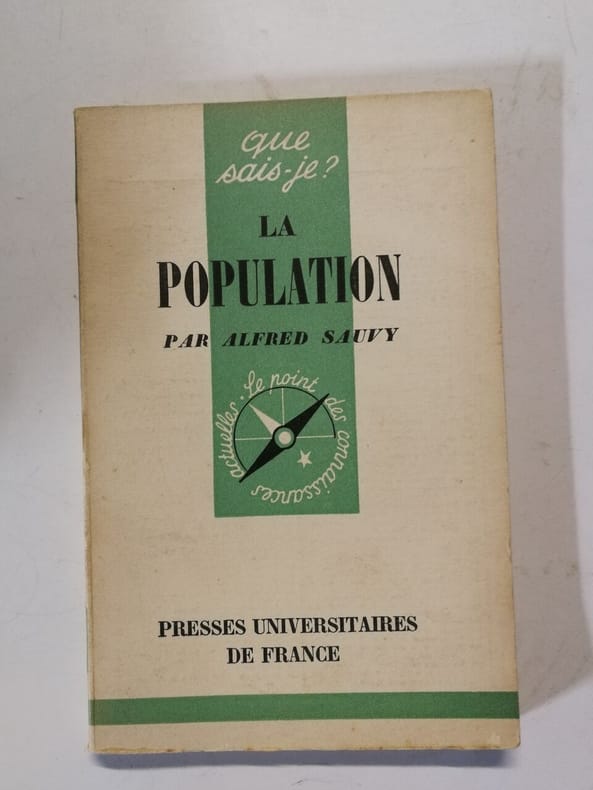 que
sais-je?
LA
POPULATION
PAR ALFRED SAUVY
Le point des connaissances actuelles.
PRESSES UNIVERSITAIRES
DE FRANCE